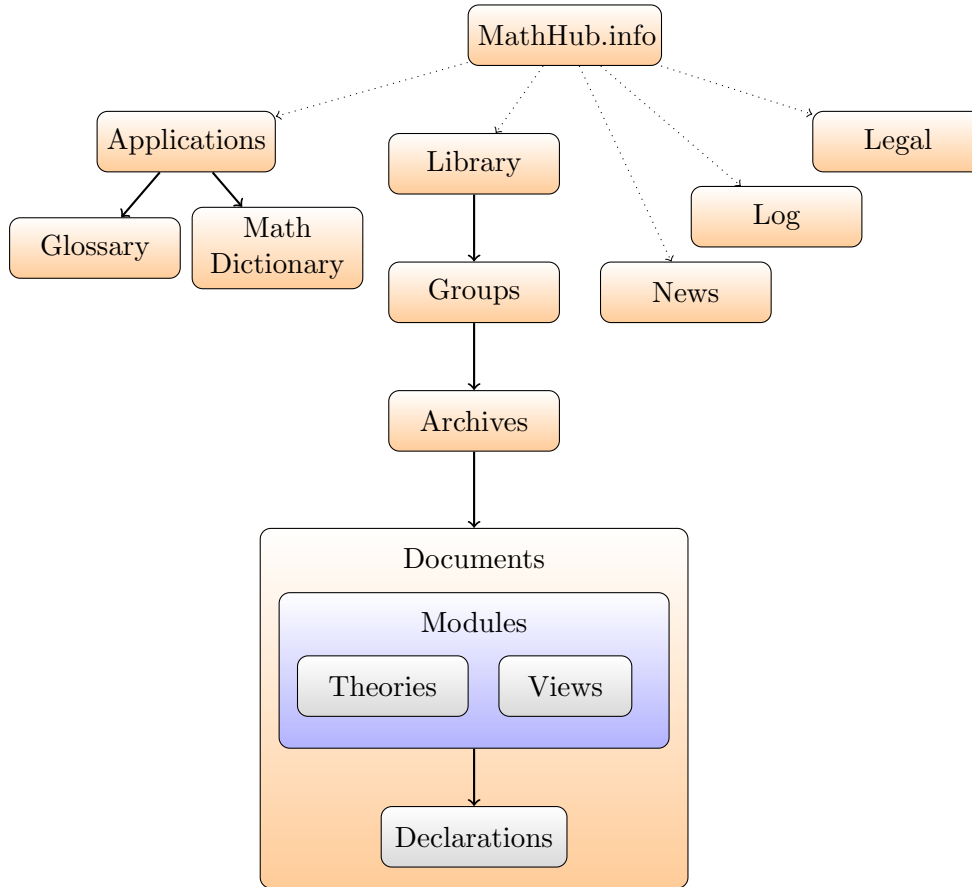 MathHub.info
Applications
Library
Legal
Log
Glossary
Math
Dictionary
Groups
News
Archives
Documents
Modules
Theories
Views
Declarations